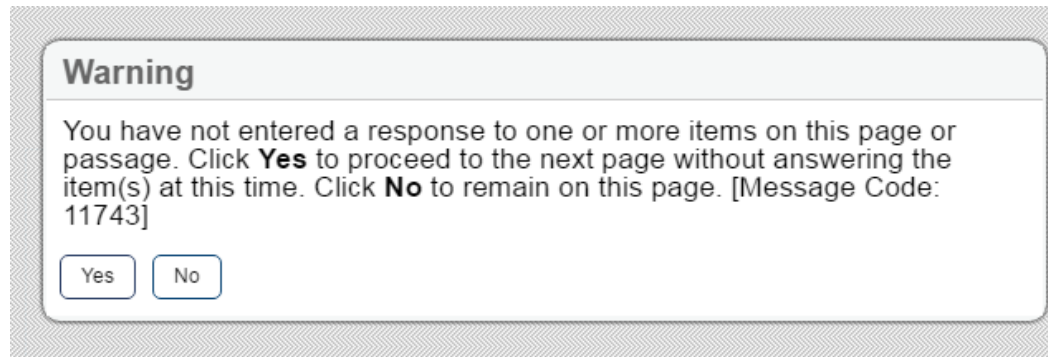 Warning
You have not entered a response to one or more items on this page or
passage. Click Yes to proceed to the next page without answering the
item(s) at this time. Click No to remain on this page. [Message Code:
11743]
Yes No